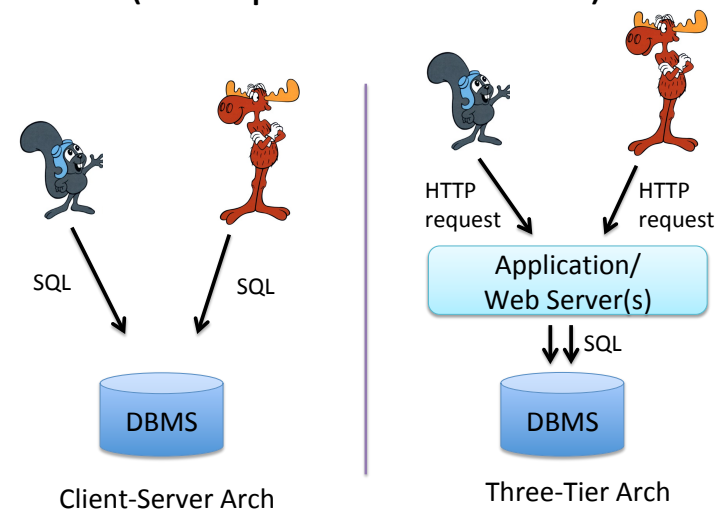 SQL
SQL
DBMS
Client-Server Arch
HTTP
request
HTTP
request
Application/
Web Server(s)
SQL
DBMS
Three-Tier Arch